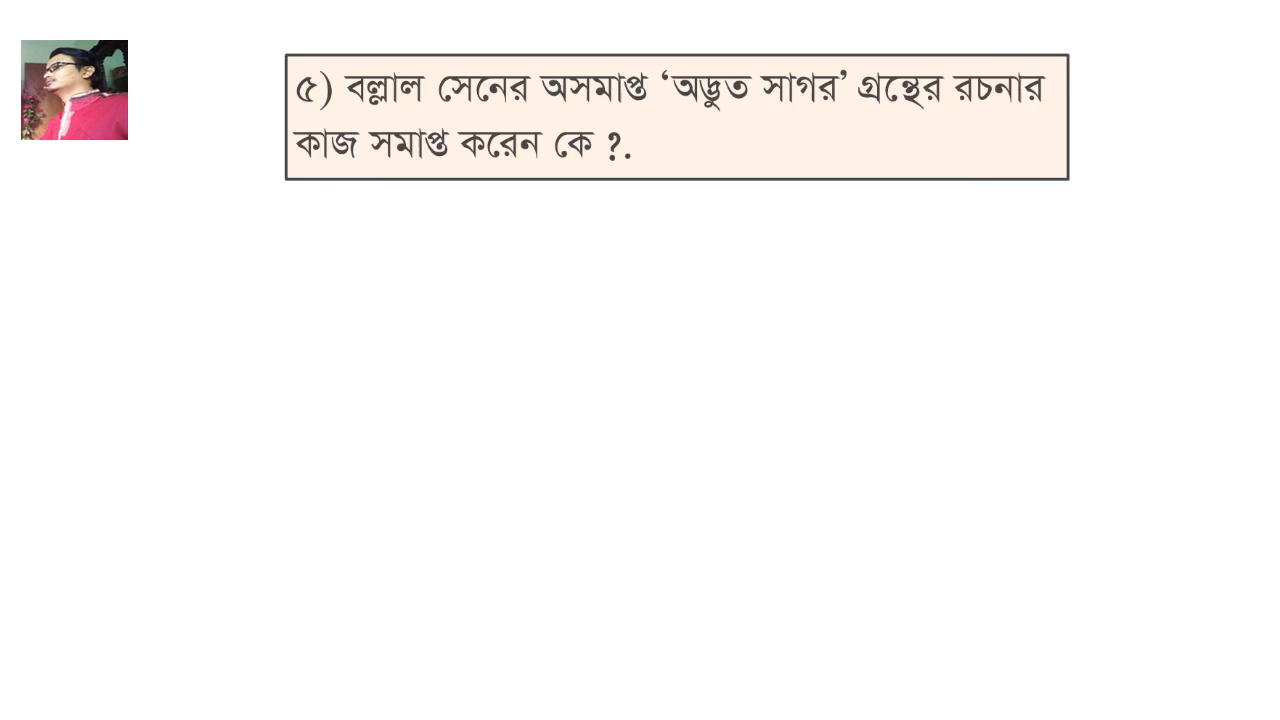 ৫) বল্লাল সেনের অসমাপ্ত ‘অদ্ভুত সাগর’ গ্রন্থের রচনার
কাজ সমাপ্ত করেন কে ?.